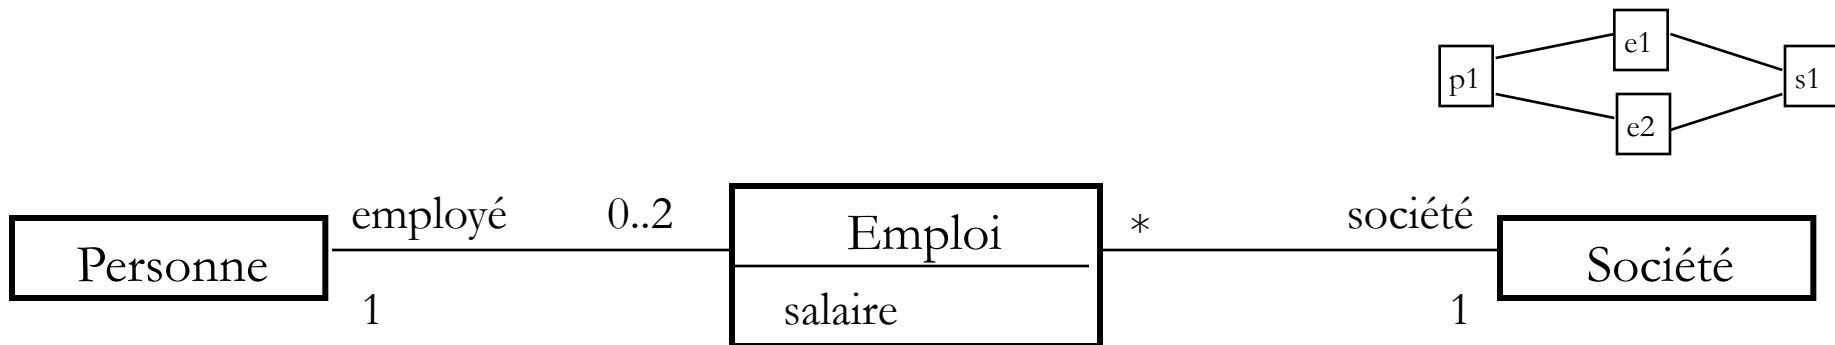 e1
p1
s1
e2
employé 0..2 * société
Personne Emploi Société
1 salaire 1